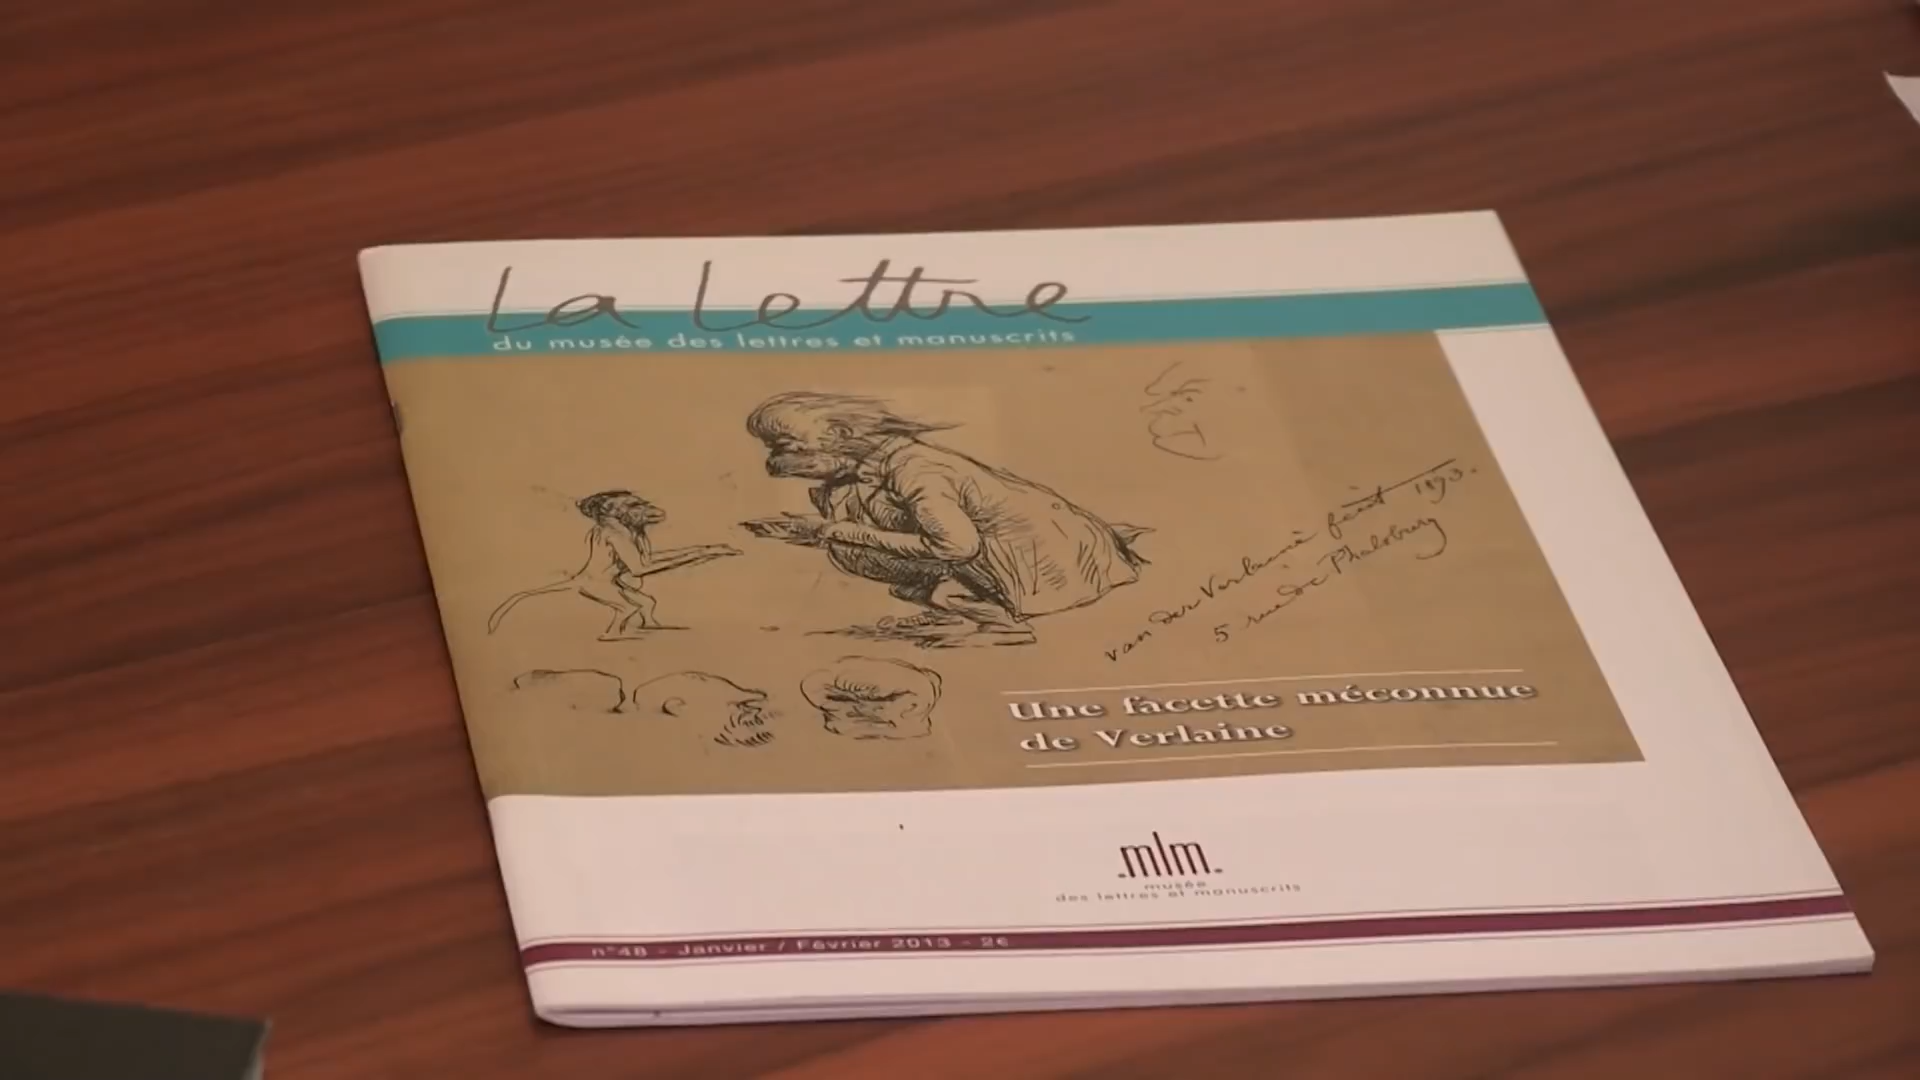 La Lettre
du musée des lettres et manuscrits
van der Verlaine fecit 1893.
5 rue de Phalsbourg
Une facette méconnue
de Verlaine
.mlm.
musée
des lettres et manuscrits
n°48 - Janvier / Février 2013 - 2€